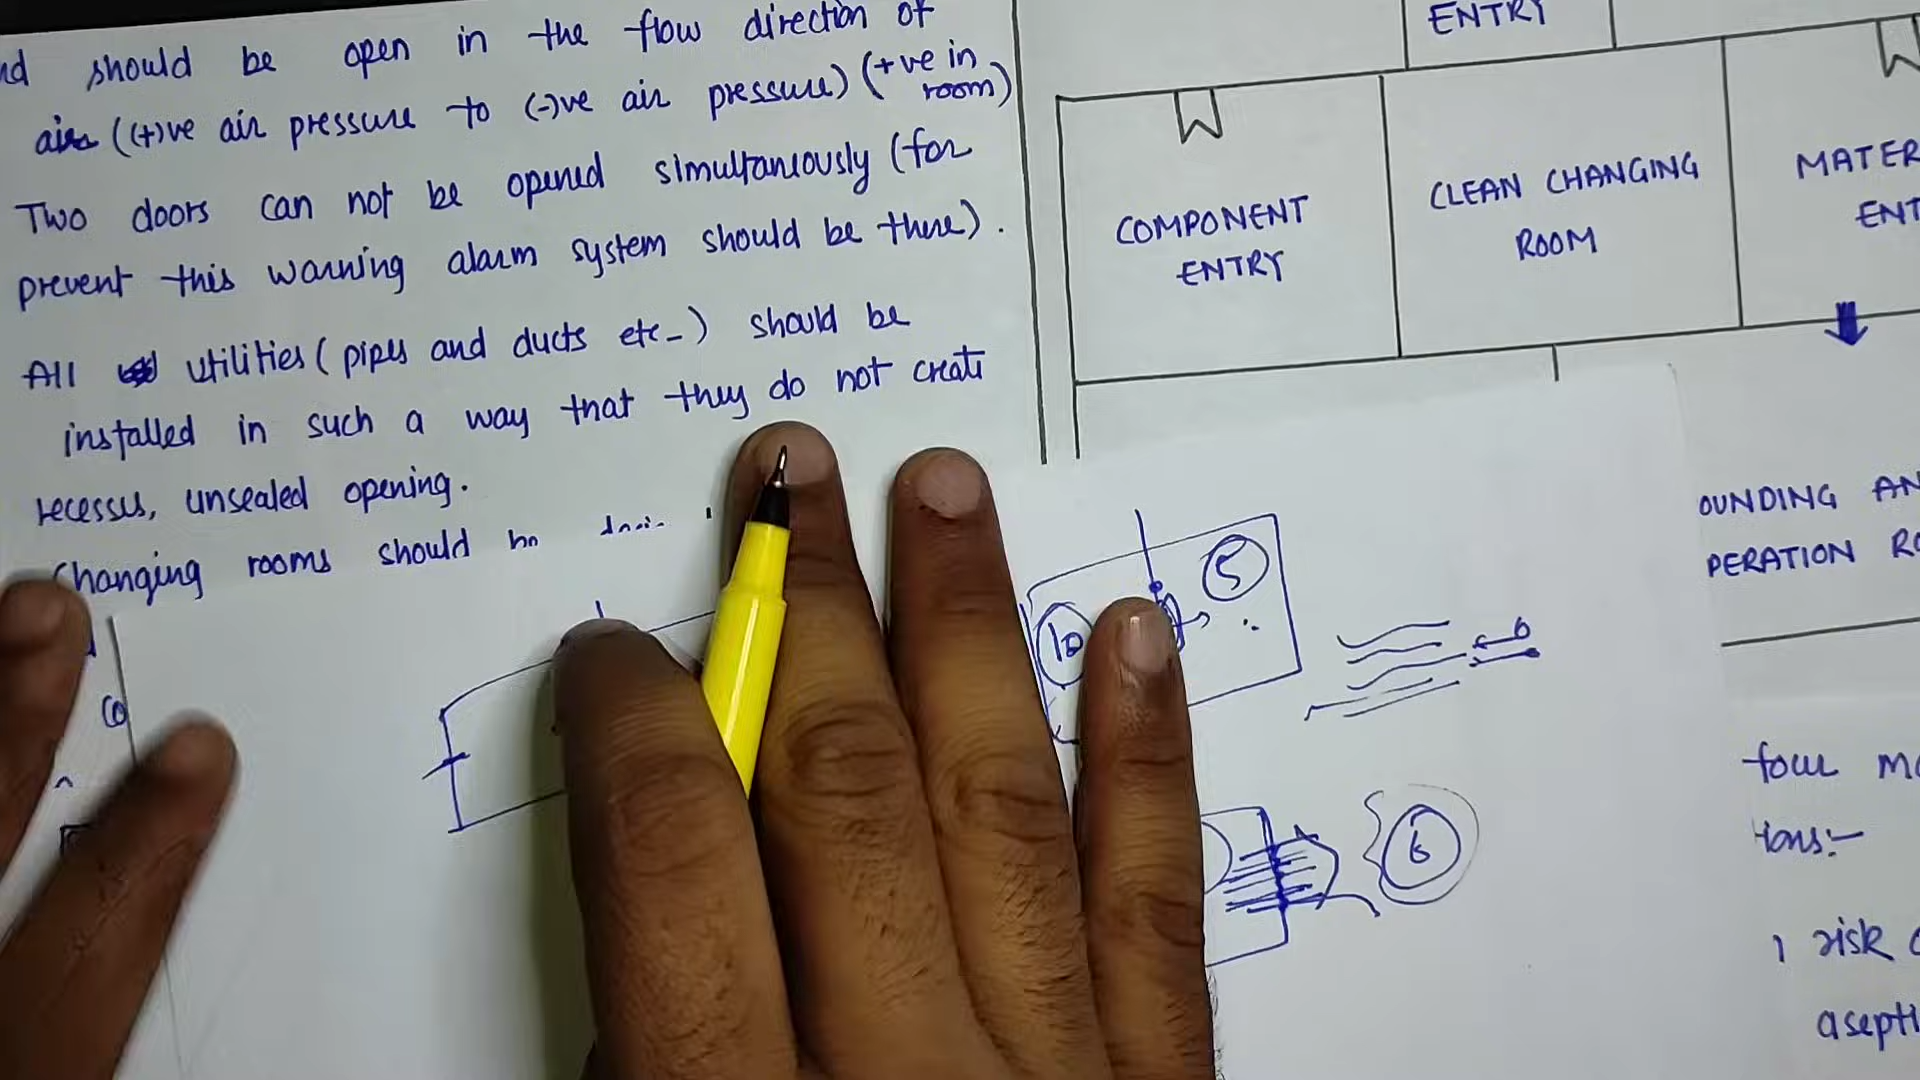 should be open in the flow direction of
air ((+)ve air pressure to (-)ve air pressure) (+ve in room)
Two doors can not be opened simultaneously (for
prevent this warning alarm system should be there).
All utilities (pipes and ducts etc-) should be
installed in such a way that they do not create
recesses, unsealed opening.
Changing rooms should
ENTRY
COMPONENT
ENTRY
CLEAN CHANGING
ROOM
MATER
ENT
OUNDING AN
PERATION RO
10
5
6
four
tions:-
risk
asepti